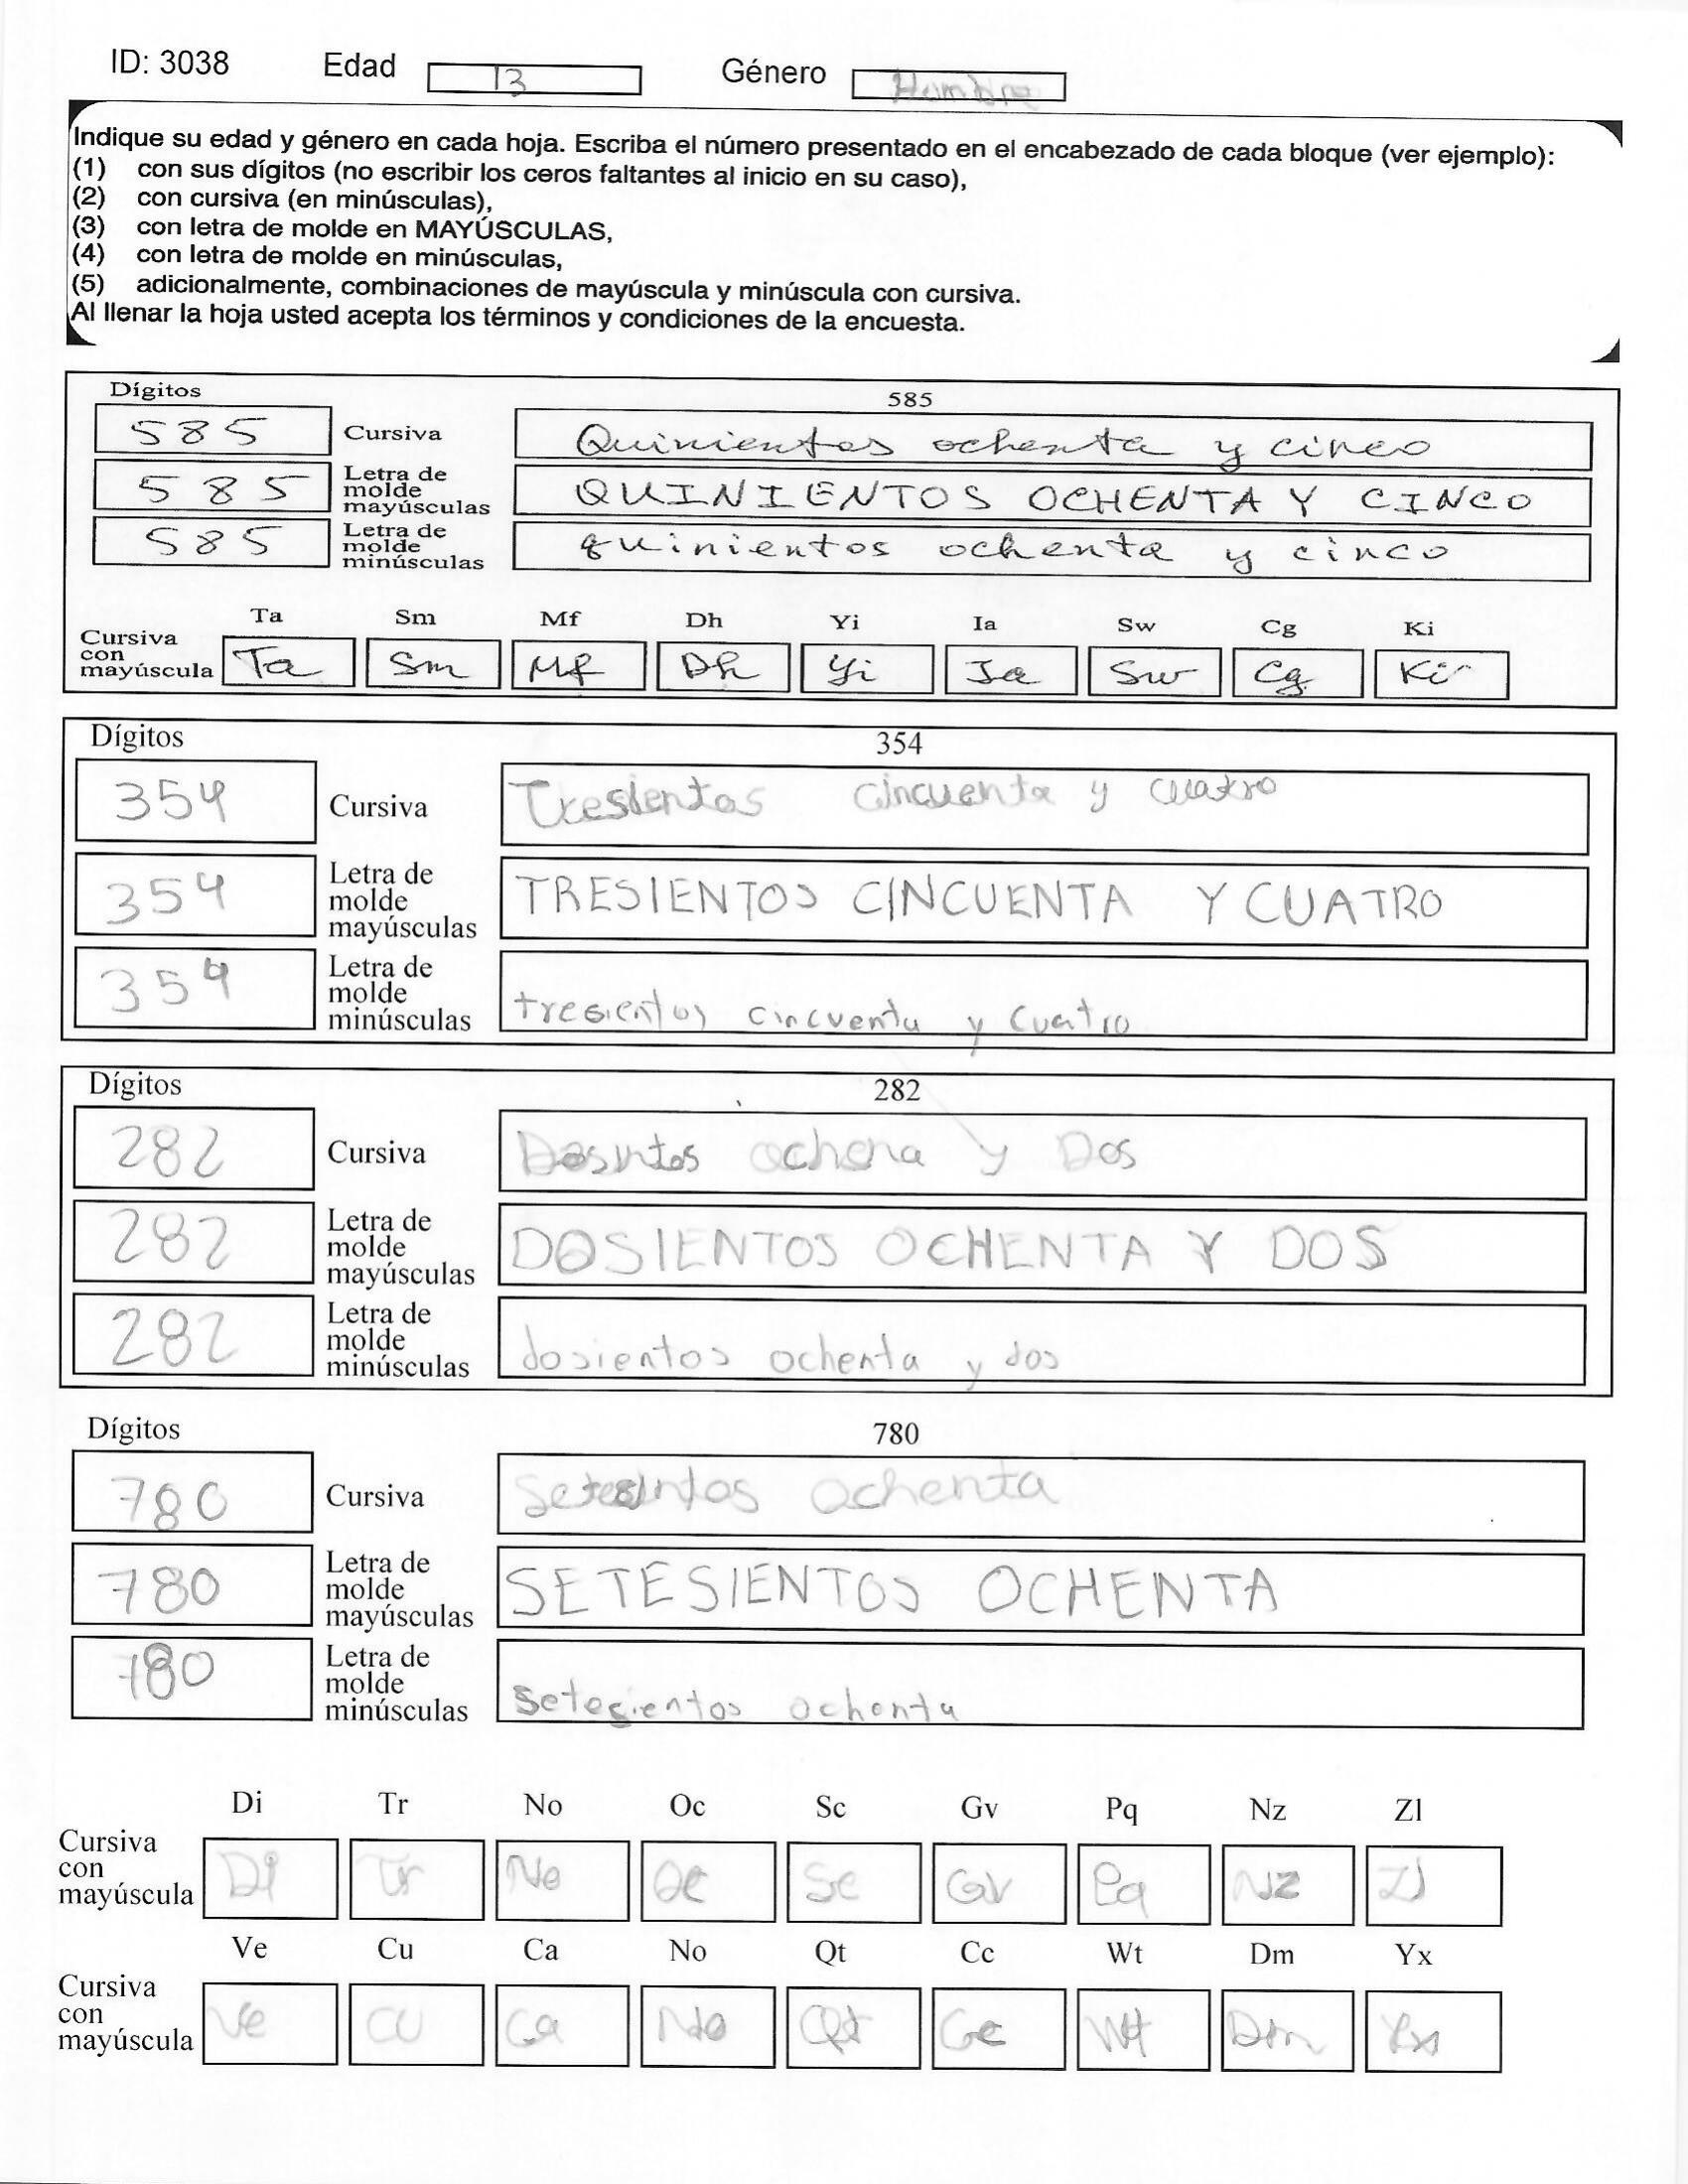 ID: 3038 Edad 13 Género Hombre
Indique su edad y género en cada hoja. Escriba el número presentado en el encabezado de cada bloque (ver ejemplo):
(1) con sus dígitos (no escribir los ceros faltantes al inicio en su caso),
(2) con cursiva (en minúsculas),
(3) con letra de molde en MAYÚSCULAS,
(4) con letra de molde en minúsculas,
(5) adicionalmente, combinaciones de mayúscula y minúscula con cursiva.
Al llenar la hoja usted acepta los términos y condiciones de la encuesta.
Dígitos 585
585 Cursiva Quinientos ochenta y cinco
585 Letra de molde mayúsculas QUINIENTOS OCHENTA Y CINCO
585 Letra de molde minúsculas quinientos ochenta y cinco
Ta Sm Mf Dh Yi Ia Sw Cg Ki
Cursiva con mayúscula Ta Sm Mf Dh Yi Ia Sw Cg Ki
Dígitos 354
354 Cursiva Tresientos cincuenta y cuatro
354 Letra de molde mayúsculas TRESIENTOS CINCUENTA Y CUATRO
354 Letra de molde minúsculas tresientos cincuenta y cuatro
Dígitos 282
282 Cursiva Dosintos ochena y Dos
282 Letra de molde mayúsculas DOSIENTOS OCHENTA Y DOS
282 Letra de molde minúsculas dosientos ochenta y dos
Dígitos 780
780 Cursiva Setesintos ochenta
780 Letra de molde mayúsculas SETESIENTOS OCHENTA
780 Letra de molde minúsculas setesientos ochenta
Di Tr No Oc Sc Gv Pq Nz Zl
Cursiva con mayúscula Di Tr No Oc Sc Gv Pq Nz Zl
Ve Cu Ca No Qt Cc Wt Dm Yx
Cursiva con mayúscula Ve Cu Ca No Qt Cc Wt Dm Yx